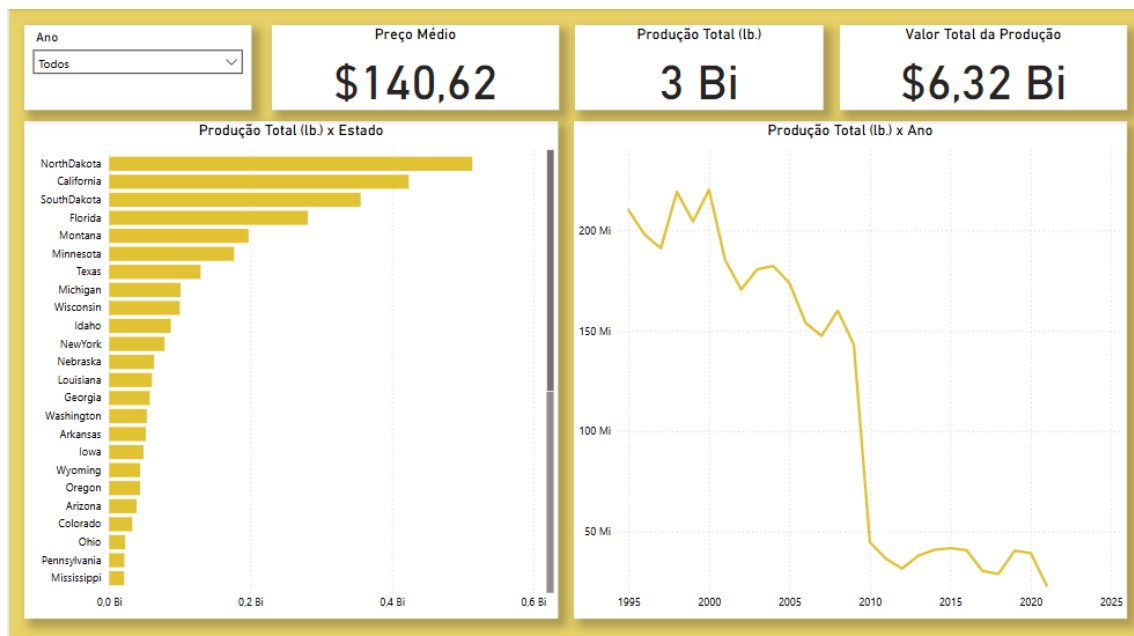 Ano
Todos
Preço Médio
$140,62
Produção Total (lb.)
3 Bi
Valor Total da Produção
$6,32 Bi
Produção Total (lb.) x Estado
NorthDakota
California
SouthDakota
Florida
Montana
Minnesota
Texas
Michigan
Wisconsin
Idaho
NewYork
Nebraska
Louisiana
Georgia
Washington
Arkansas
Iowa
Wyoming
Oregon
Arizona
Colorado
Ohio
Pennsylvania
Mississippi
0,0 Bi 0,2 Bi 0,4 Bi 0,6 Bi
Produção Total (lb.) x Ano
200 Mi
150 Mi
100 Mi
50 Mi
1995 2000 2005 2010 2015 2020 2025